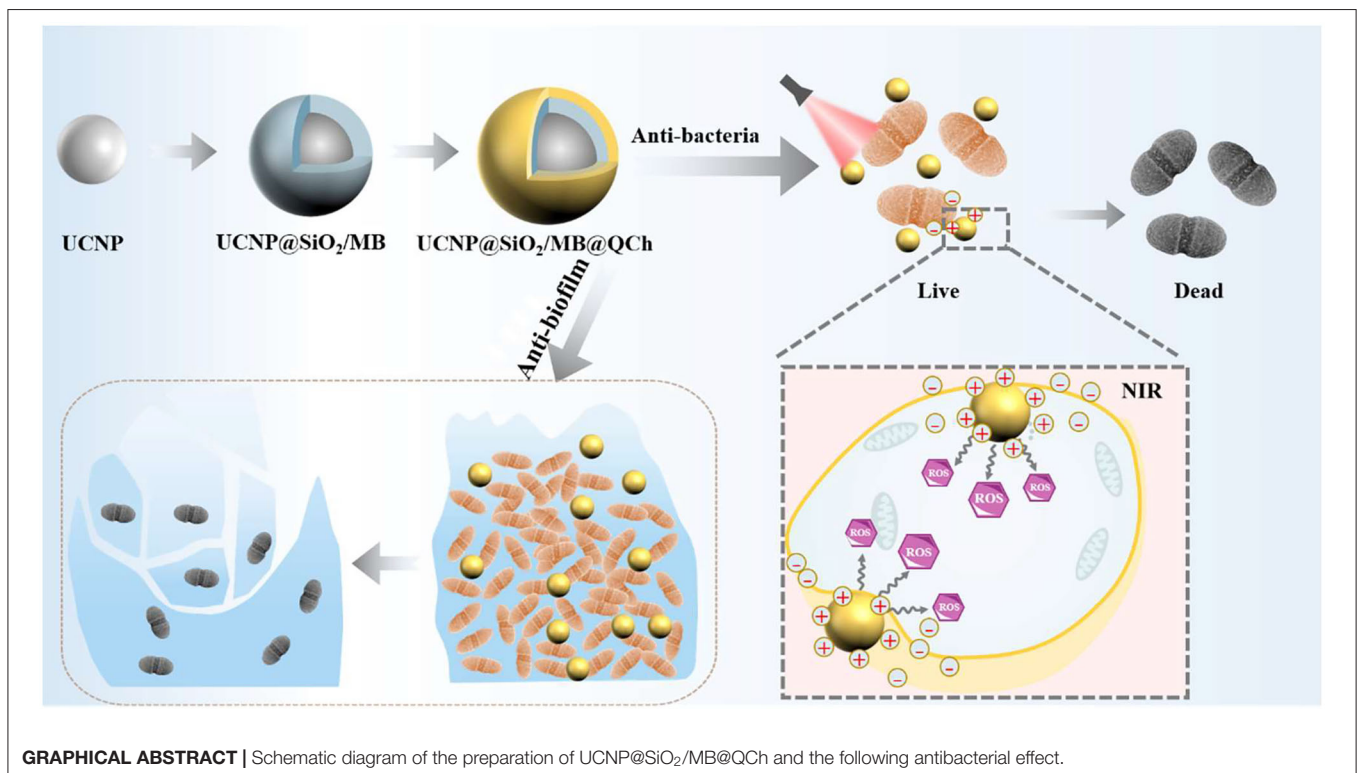 UCNP
UCNP@SiO₂/MB
UCNP@SiO₂/MB@QCh
Anti-bacteria
Live
Dead
Anti-biofilm
NIR
ROS
ROS
ROS
ROS
ROS
ROS
GRAPHICAL ABSTRACT | Schematic diagram of the preparation of UCNP@SiO₂/MB@QCh and the following antibacterial effect.